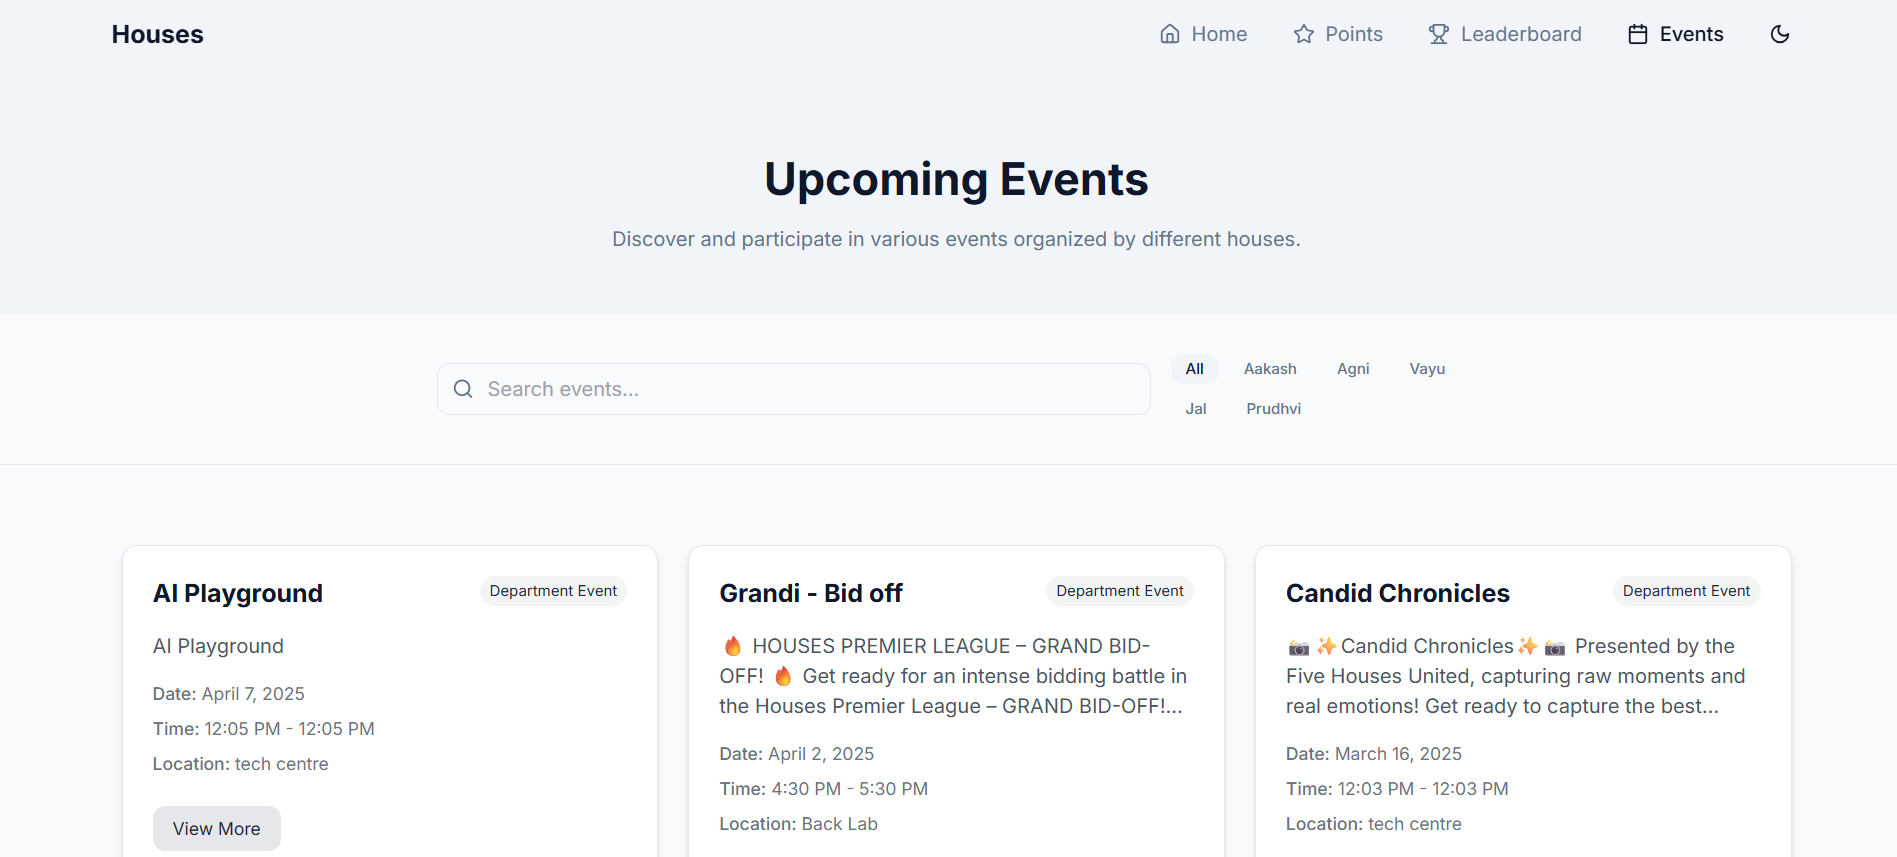 Houses
Home
Points
Leaderboard
Events
Upcoming Events
Discover and participate in various events organized by different houses.
Search events...
All
Aakash
Agni
Vayu
Jal
Prudhvi
AI Playground
Department Event
AI Playground
Date: April 7, 2025
Time: 12:05 PM - 12:05 PM
Location: tech centre
View More
Grandi - Bid off
Department Event
🔥 HOUSES PREMIER LEAGUE – GRAND BID-
OFF! 🔥 Get ready for an intense bidding battle in
the Houses Premier League – GRAND BID-OFF!...
Date: April 2, 2025
Time: 4:30 PM - 5:30 PM
Location: Back Lab
Candid Chronicles
Department Event
📸 ✨Candid Chronicles✨ 📸 Presented by the
Five Houses United, capturing raw moments and
real emotions! Get ready to capture the best...
Date: March 16, 2025
Time: 12:03 PM - 12:03 PM
Location: tech centre